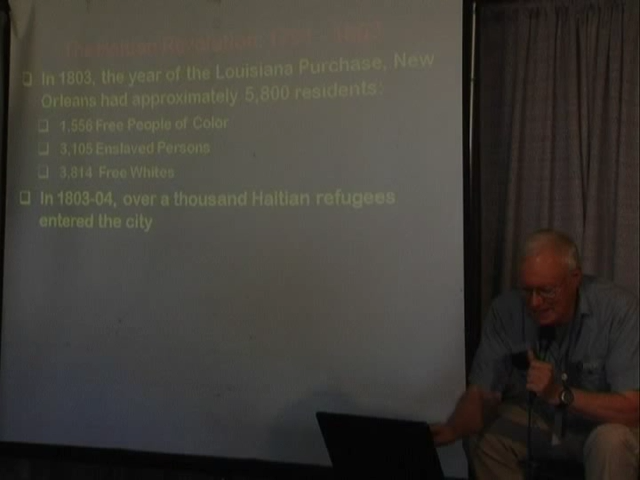 The Haitian Revolution, 1791 - 1803
In 1803, the year of the Louisiana Purchase, New
Orleans had approximately 5,800 residents:
1,556 Free People of Color
3,105 Enslaved Persons
3,814 Free Whites
In 1803-04, over a thousand Haitian refugees
entered the city